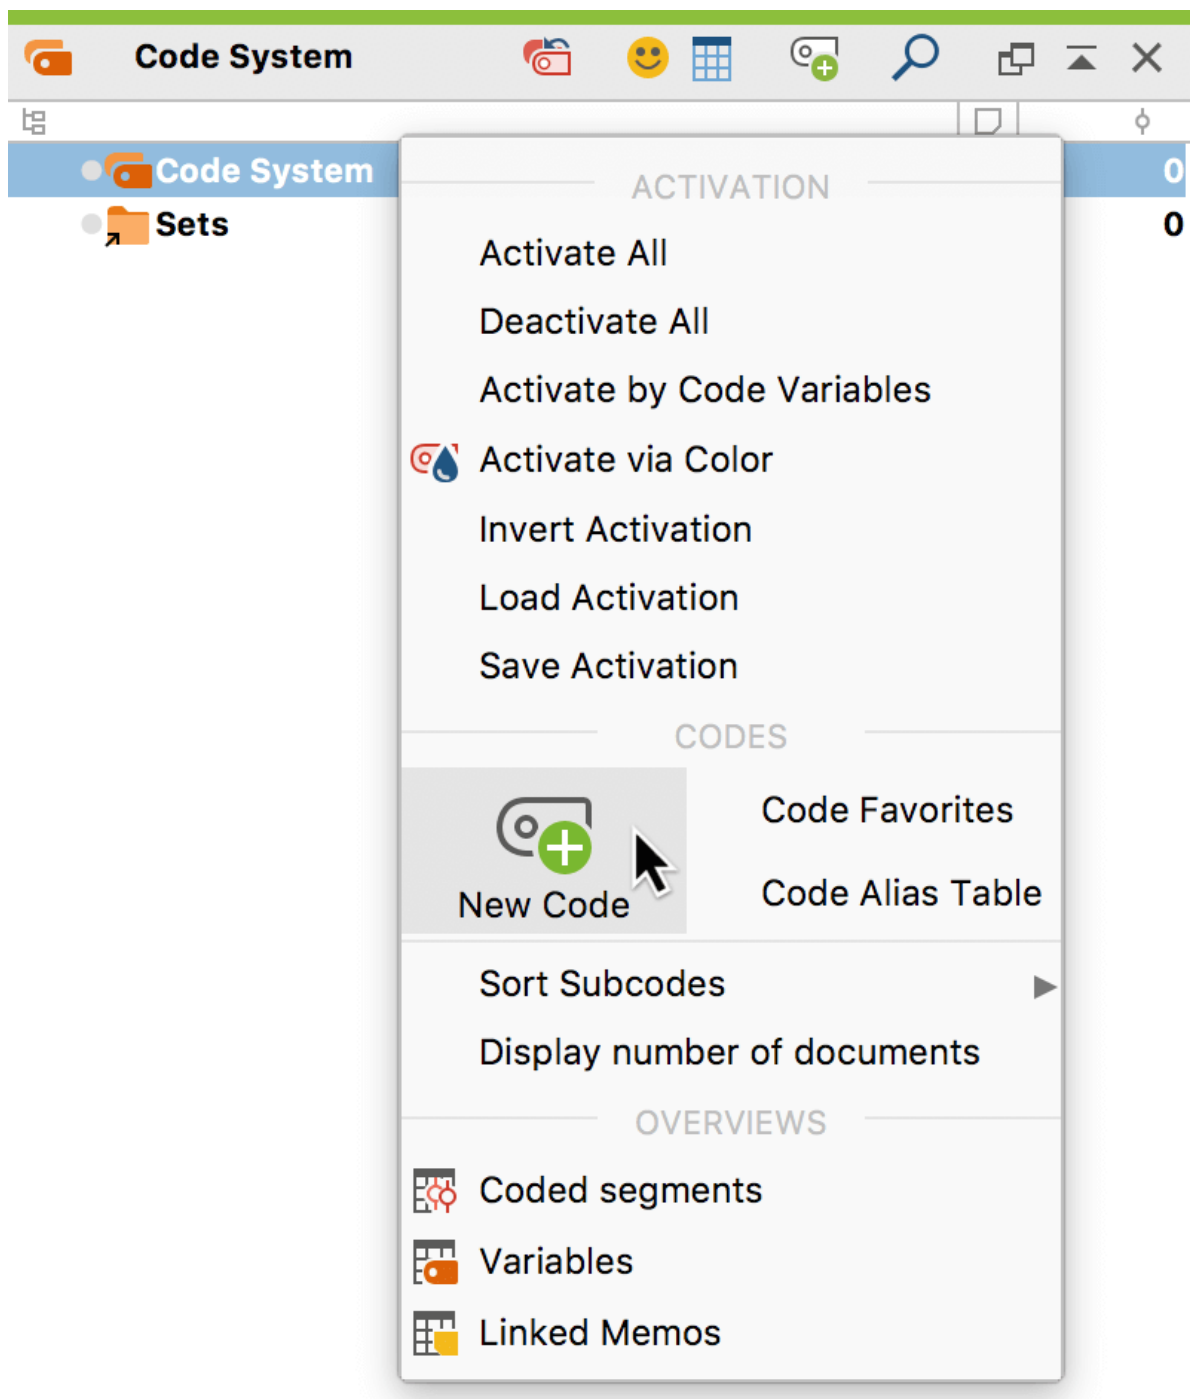 Code System
Code System 0
Sets 0
ACTIVATION
Activate All
Deactivate All
Activate by Code Variables
Activate via Color
Invert Activation
Load Activation
Save Activation
CODES
New Code
Code Favorites
Code Alias Table
Sort Subcodes
Display number of documents
OVERVIEWS
Coded segments
Variables
Linked Memos